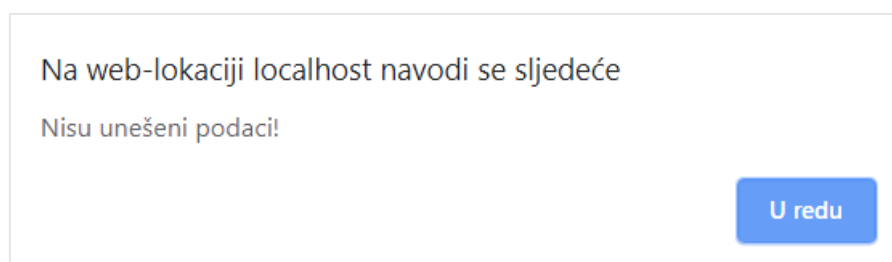 Na web-lokaciji localhost navodi se sljedeće
Nisu unešeni podaci!
U redu